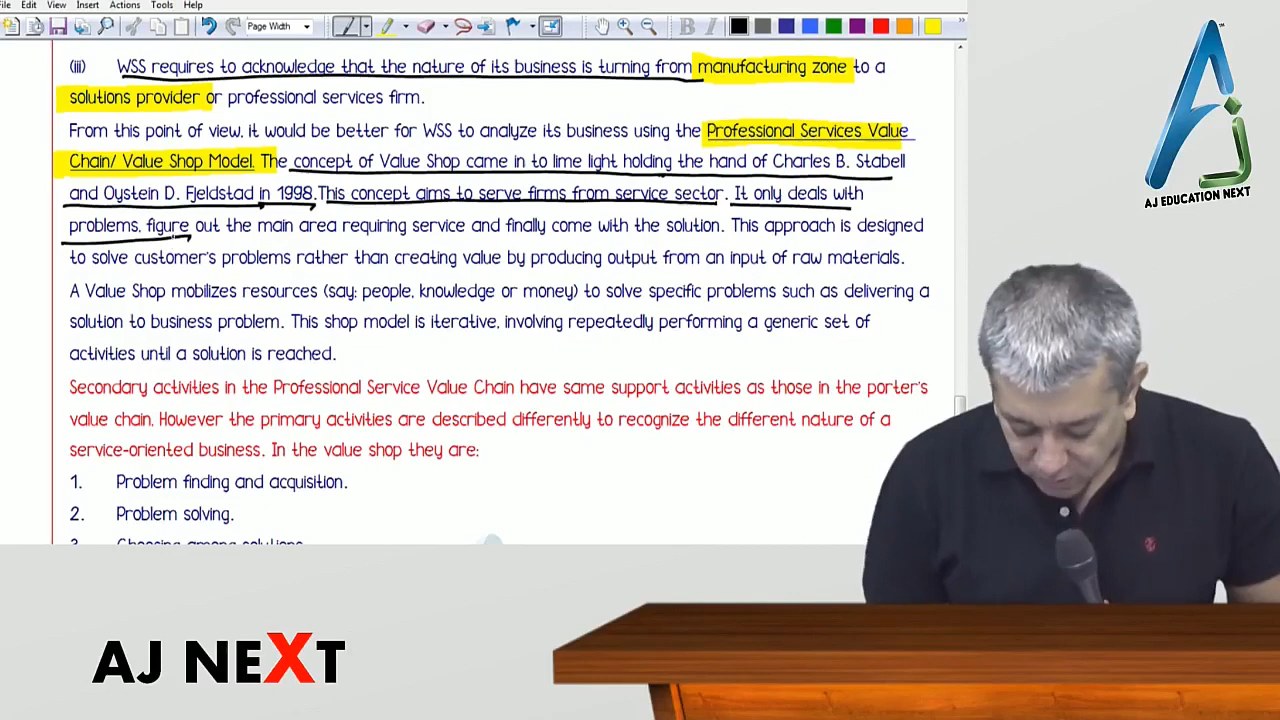 File Edit View Insert Actions Tools Help
Page Width
B I U
(iii) WSS requires to acknowledge that the nature of its business is turning from manufacturing zone to a
solutions provider or professional services firm.
From this point of view, it would be better for WSS to analyze its business using the Professional Services Value
Chain/ Value Shop Model. The concept of Value Shop came in to lime light holding the hand of Charles B. Stabell
and Oystein D. Fjeldstad in 1998.This concept aims to serve firms from service sector. It only deals with
problems, figure out the main area requiring service and finally come with the solution. This approach is designed
to solve customer's problems rather than creating value by producing output from an input of raw materials.
A Value Shop mobilizes resources (say: people, knowledge or money) to solve specific problems such as delivering a
solution to business problem. This shop model is iterative, involving repeatedly performing a generic set of
activities until a solution is reached.
Secondary activities in the Professional Service Value Chain have same support activities as those in the porter's
value chain. However the primary activities are described differently to recognize the different nature of a
service-oriented business. In the value shop they are:
1. Problem finding and acquisition.
2. Problem solving.
3. Choosing among solutions.
AJ EDUCATION NEXT
AJ NEXT